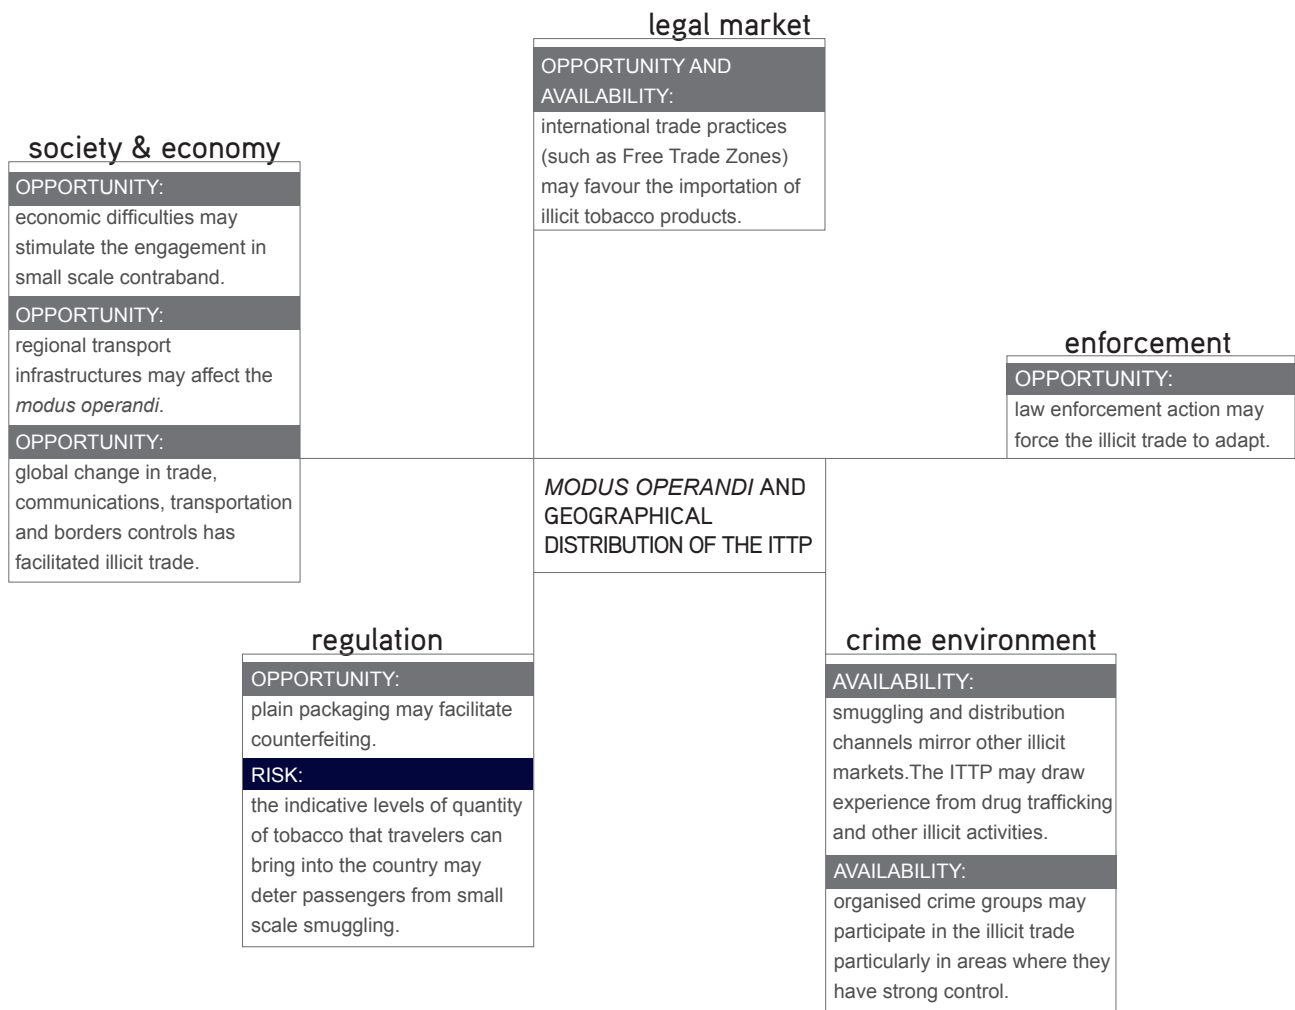 legal market
OPPORTUNITY AND
AVAILABILITY:
international trade practices
(such as Free Trade Zones)
may favour the importation of
illicit tobacco products.
society & economy
OPPORTUNITY:
economic difficulties may
stimulate the engagement in
small scale contraband.
OPPORTUNITY:
regional transport
infrastructures may affect the
modus operandi.
OPPORTUNITY:
global change in trade,
communications, transportation
and borders controls has
facilitated illicit trade.
enforcement
OPPORTUNITY:
law enforcement action may
force the illicit trade to adapt.
MODUS OPERANDI AND
GEOGRAPHICAL
DISTRIBUTION OF THE ITTP
regulation
OPPORTUNITY:
plain packaging may facilitate
counterfeiting.
RISK:
the indicative levels of quantity
of tobacco that travelers can
bring into the country may
deter passengers from small
scale smuggling.
crime environment
AVAILABILITY:
smuggling and distribution
channels mirror other illicit
markets.The ITTP may draw
experience from drug trafficking
and other illicit activities.
AVAILABILITY:
organised crime groups may
participate in the illicit trade
particularly in areas where they
have strong control.